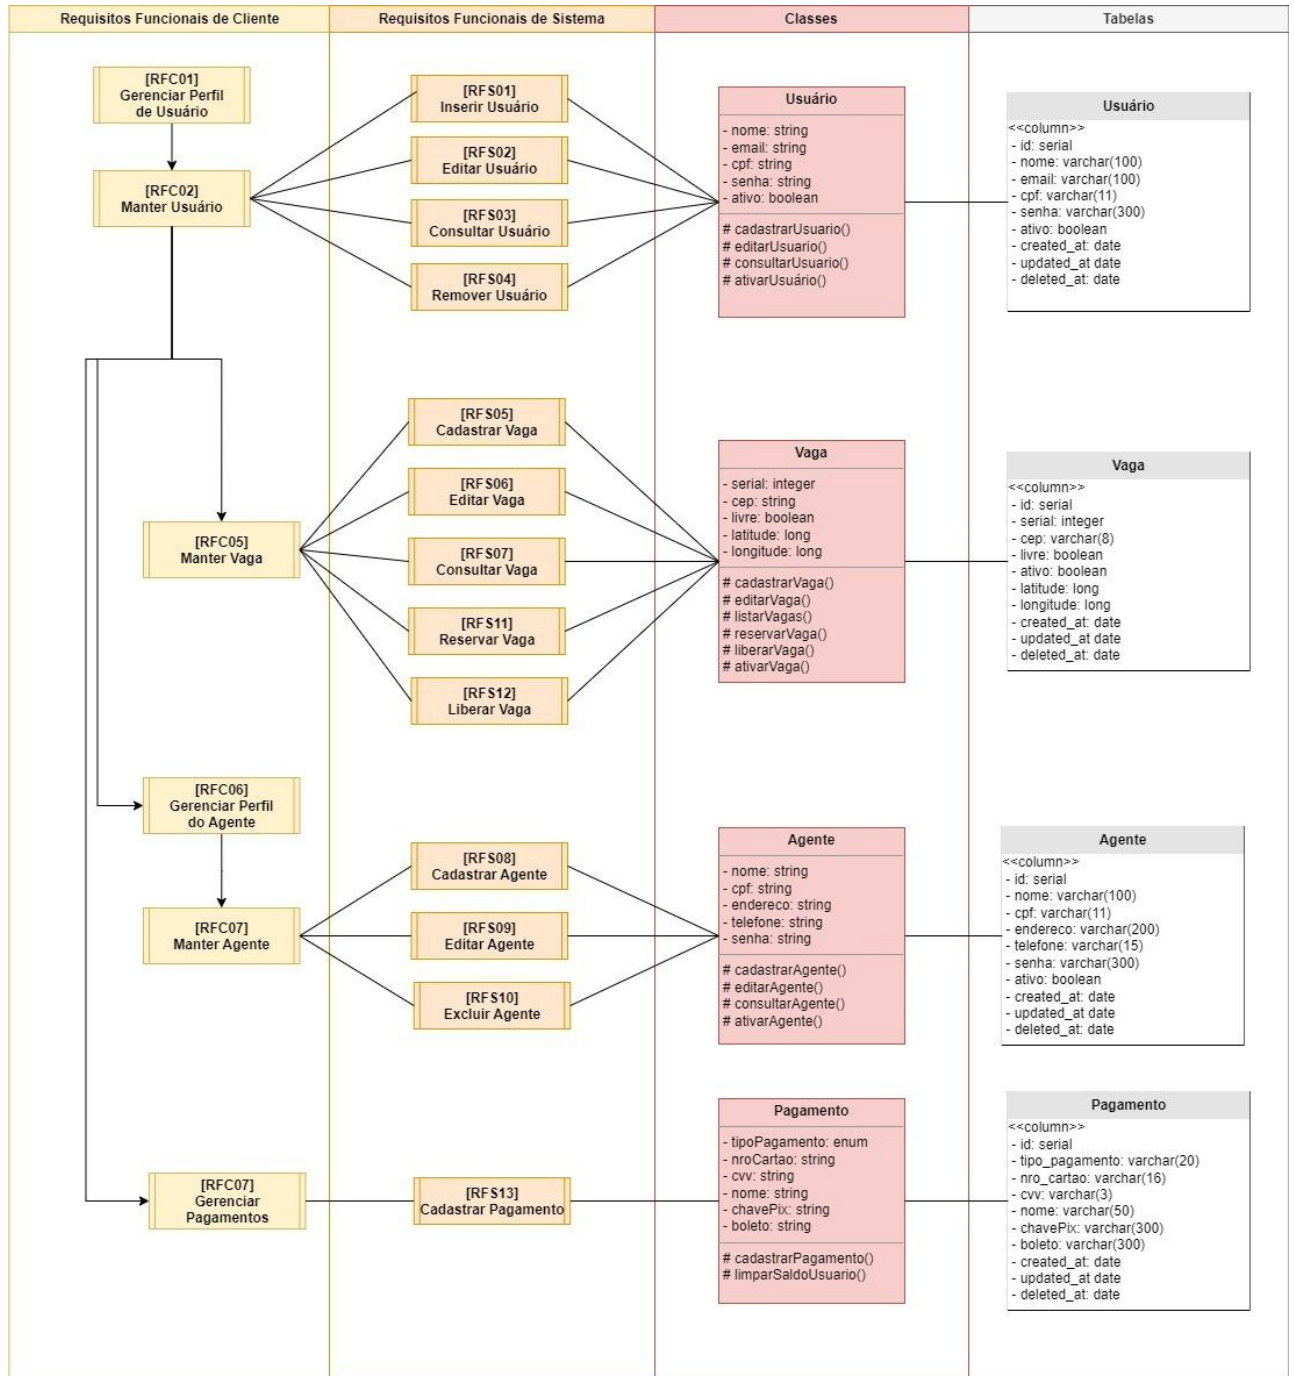 Requisitos Funcionais de Cliente
Requisitos Funcionais de Sistema
Classes
Tabelas
[RFC01]
Gerenciar Perfil
de Usuário
[RFC02]
Manter Usuário
[RFS01]
Inserir Usuário
[RFS02]
Editar Usuário
[RFS03]
Consultar Usuário
[RFS04]
Remover Usuário
Usuário
- nome: string
- email: string
- cpf: string
- senha: string
- ativo: boolean
# cadastrarUsuario()
# editarUsuario()
# consultarUsuario()
# ativarUsuário()
Usuário
<<column>>
- id: serial
- nome: varchar(100)
- email: varchar(100)
- cpf: varchar(11)
- senha: varchar(300)
- ativo: boolean
- created_at: date
- updated_at date
- deleted_at: date
[RFC05]
Manter Vaga
[RFS05]
Cadastrar Vaga
[RFS06]
Editar Vaga
[RFS07]
Consultar Vaga
[RFS11]
Reservar Vaga
[RFS12]
Liberar Vaga
Vaga
- serial: integer
- cep: string
- livre: boolean
- latitude: long
- longitude: long
# cadastrarVaga()
# editarVaga()
# listarVagas()
# reservarVaga()
# liberarVaga()
# ativarVaga()
Vaga
<<column>>
- id: serial
- serial: integer
- cep: varchar(8)
- livre: boolean
- ativo: boolean
- latitude: long
- longitude: long
- created_at: date
- updated_at date
- deleted_at: date
[RFC06]
Gerenciar Perfil
do Agente
[RFC07]
Manter Agente
[RFS08]
Cadastrar Agente
[RFS09]
Editar Agente
[RFS10]
Excluir Agente
Agente
- nome: string
- cpf: string
- endereco: string
- telefone: string
- senha: string
# cadastrarAgente()
# editarAgente()
# consultarAgente()
# ativarAgente()
Agente
<<column>>
- id: serial
- nome: varchar(100)
- cpf: varchar(11)
- endereco: varchar(200)
- telefone: varchar(15)
- senha: varchar(300)
- ativo: boolean
- created_at: date
- updated_at: date
- deleted_at: date
[RFC07]
Gerenciar
Pagamentos
[RFS13]
Cadastrar Pagamento
Pagamento
- tipoPagamento: enum
- nroCartao: string
- cvv: string
- nome: string
- chavePix: string
- boleto: string
# cadastrarPagamento()
# limparSaldoUsuario()
Pagamento
<<column>>
- id: serial
- tipo_pagamento: varchar(20)
- nro_cartao: varchar(16)
- cvv: varchar(3)
- nome: varchar(50)
- chavePix: varchar(300)
- boleto: varchar(300)
- created_at: date
- updated_at date
- deleted_at: date